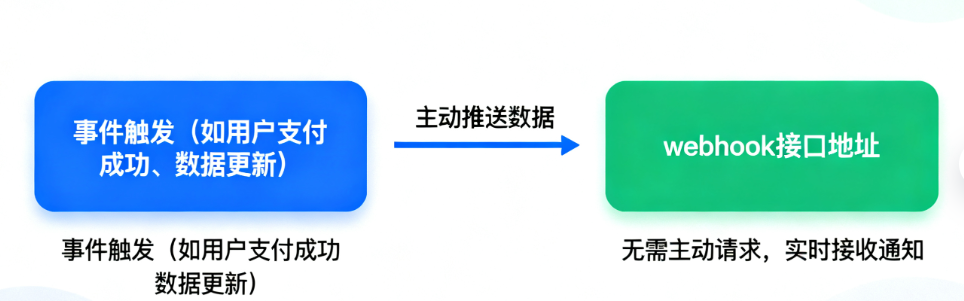 事件触发（如用户支付
成功、数据更新）
主动推送数据
webhook接口地址
事件触发（如用户支付成功
数据更新）
无需主动请求，实时接收通知